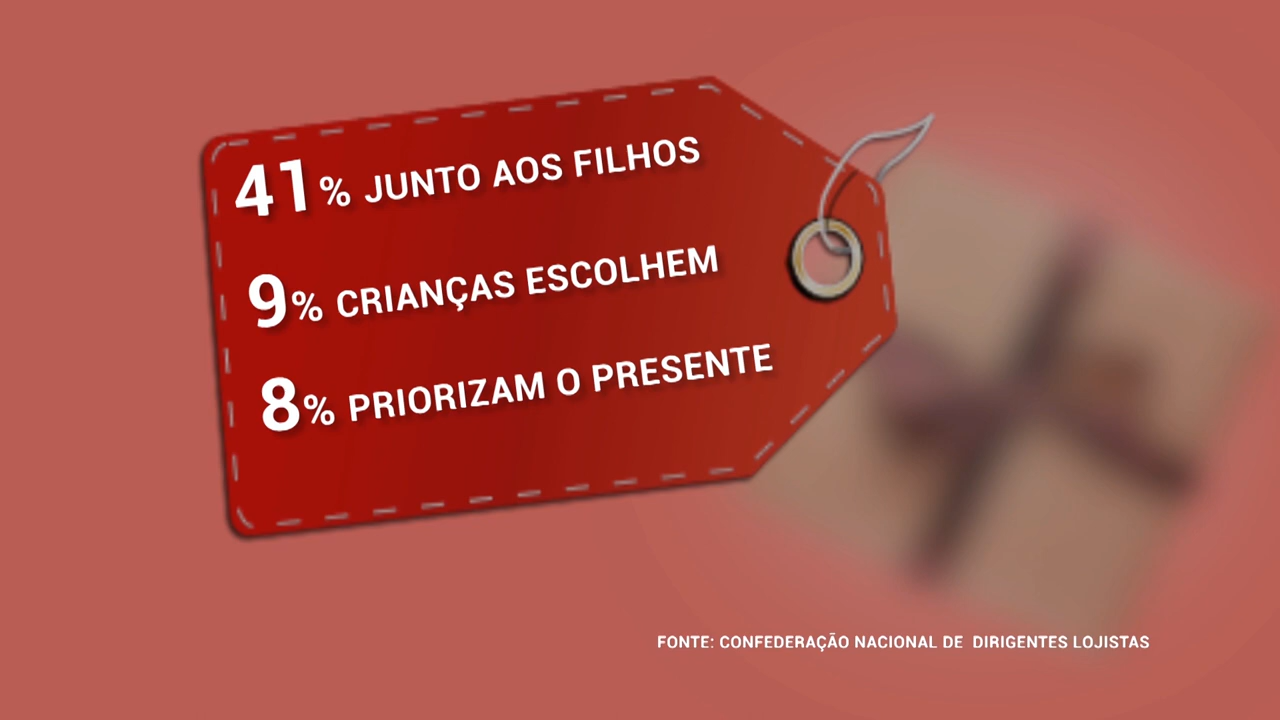 41% JUNTO AOS FILHOS
9% CRIANÇAS ESCOLHEM
8% PRIORIZAM O PRESENTE
FONTE: CONFEDERAÇÃO NACIONAL DE DIRIGENTES LOJISTAS